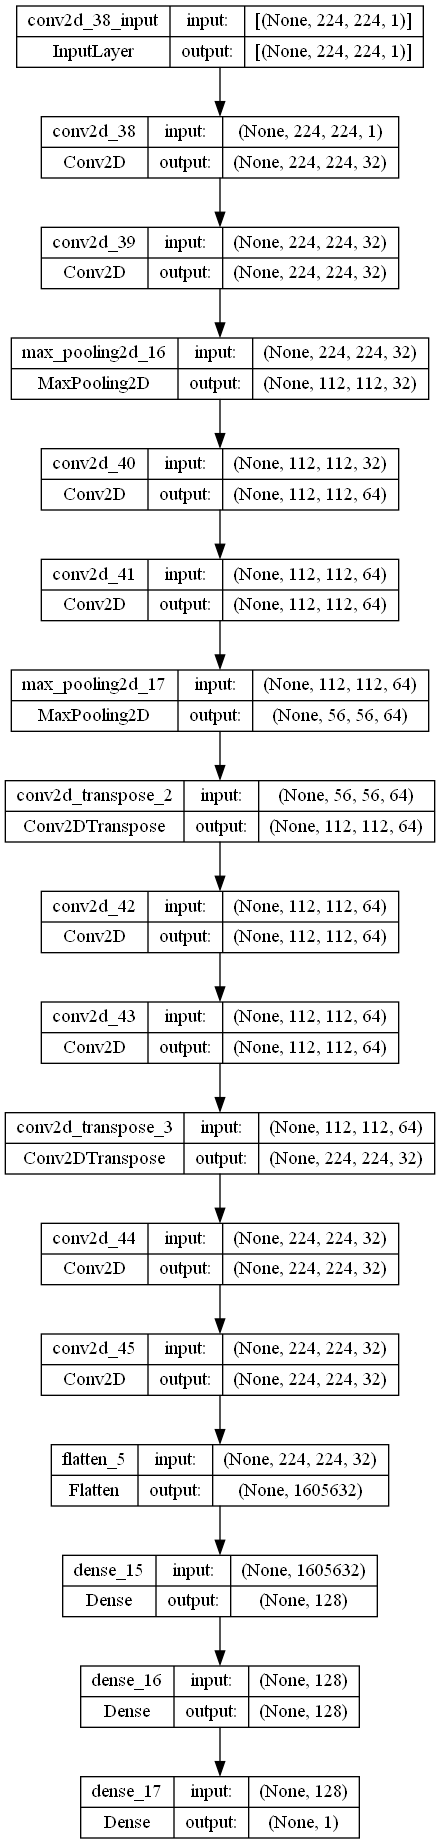 conv2d_38_input input: [(None, 224, 224, 1)]
InputLayer output: [(None, 224, 224, 1)]
conv2d_38 input: (None, 224, 224, 1)
Conv2D output: (None, 224, 224, 32)
conv2d_39 input: (None, 224, 224, 32)
Conv2D output: (None, 224, 224, 32)
max_pooling2d_16 input: (None, 224, 224, 32)
MaxPooling2D output: (None, 112, 112, 32)
conv2d_40 input: (None, 112, 112, 32)
Conv2D output: (None, 112, 112, 64)
conv2d_41 input: (None, 112, 112, 64)
Conv2D output: (None, 112, 112, 64)
max_pooling2d_17 input: (None, 112, 112, 64)
MaxPooling2D output: (None, 56, 56, 64)
conv2d_transpose_2 input: (None, 56, 56, 64)
Conv2DTranspose output: (None, 112, 112, 64)
conv2d_42 input: (None, 112, 112, 64)
Conv2D output: (None, 112, 112, 64)
conv2d_43 input: (None, 112, 112, 64)
Conv2D output: (None, 112, 112, 64)
conv2d_transpose_3 input: (None, 112, 112, 64)
Conv2DTranspose output: (None, 224, 224, 32)
conv2d_44 input: (None, 224, 224, 32)
Conv2D output: (None, 224, 224, 32)
conv2d_45 input: (None, 224, 224, 32)
Conv2D output: (None, 224, 224, 32)
flatten_5 input: (None, 224, 224, 32)
Flatten output: (None, 1605632)
dense_15 input: (None, 1605632)
Dense output: (None, 128)
dense_16 input: (None, 128)
Dense output: (None, 128)
dense_17 input: (None, 128)
Dense output: (None, 1)